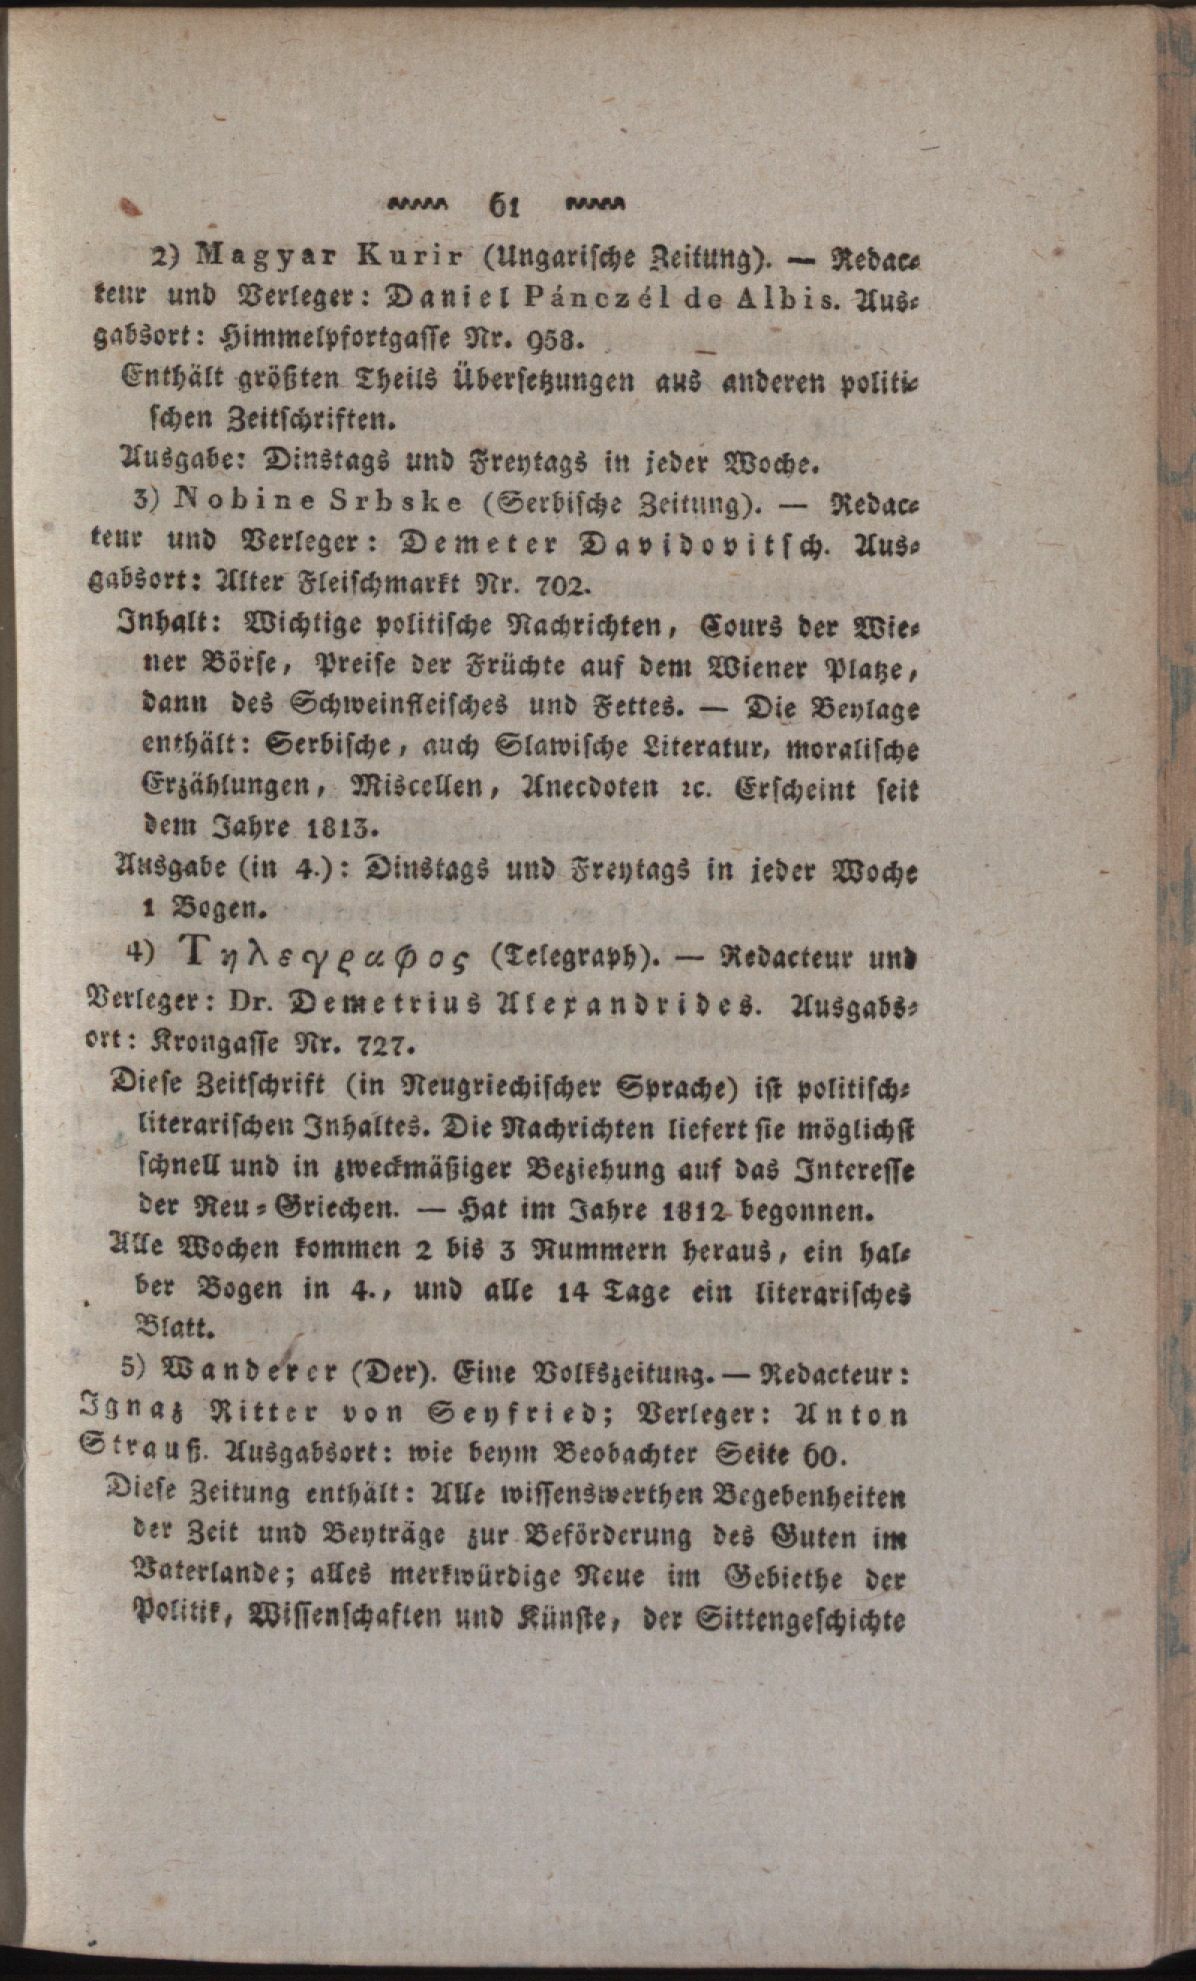 61
2) Magyar Kurir (Ungarische Zeitung). — Redac-
teur und Verleger: Daniel Pánczél de Albis. Aus-
gabsort: Himmelpfortgasse Nr. 958.
Enthält größten Theils Übersetzungen aus anderen politi-
schen Zeitschriften.
Ausgabe: Dinstags und Freytags in jeder Woche.
3) Nobine Srbske (Serbische Zeitung). — Redac-
teur und Verleger: Demeter Davidovitsch. Aus-
gabsort: Alter Fleischmarkt Nr. 702.
Inhalt: Wichtige politische Nachrichten, Cours der Wie-
ner Börse, Preise der Früchte auf dem Wiener Platze,
dann des Schweinfleisches und Fettes. — Die Beylage
enthält: Serbische, auch Slawische Literatur, moralische
Erzählungen, Miscellen, Anecdoten ꝛc. Erscheint seit
dem Jahre 1813.
Ausgabe (in 4.): Dinstags und Freytags in jeder Woche
1 Bogen.
4) Τηλεγραφος (Telegraph). — Redacteur und
Verleger: Dr. Demetrius Alexandrides. Ausgabs-
ort: Krongasse Nr. 727.
Diese Zeitschrift (in Neugriechischer Sprache) ist politisch-
literarischen Inhaltes. Die Nachrichten liefert sie möglichst
schnell und in zweckmäßiger Beziehung auf das Interesse
der Neu-Griechen. — Hat im Jahre 1812 begonnen.
Alle Wochen kommen 2 bis 3 Nummern heraus, ein hal-
ber Bogen in 4., und alle 14 Tage ein literarisches
Blatt.
5) Wanderer (Der). Eine Volkszeitung. — Redacteur:
Ignaz Ritter von Seyfried; Verleger: Anton
Strauß. Ausgabsort: wie beym Beobachter Seite 60.
Diese Zeitung enthält: Alle wissenswerthen Begebenheiten
der Zeit und Beyträge zur Beförderung des Guten im
Vaterlande; alles merkwürdige Neue im Gebiethe der
Politik, Wissenschaften und Künste, der Sittengeschichte